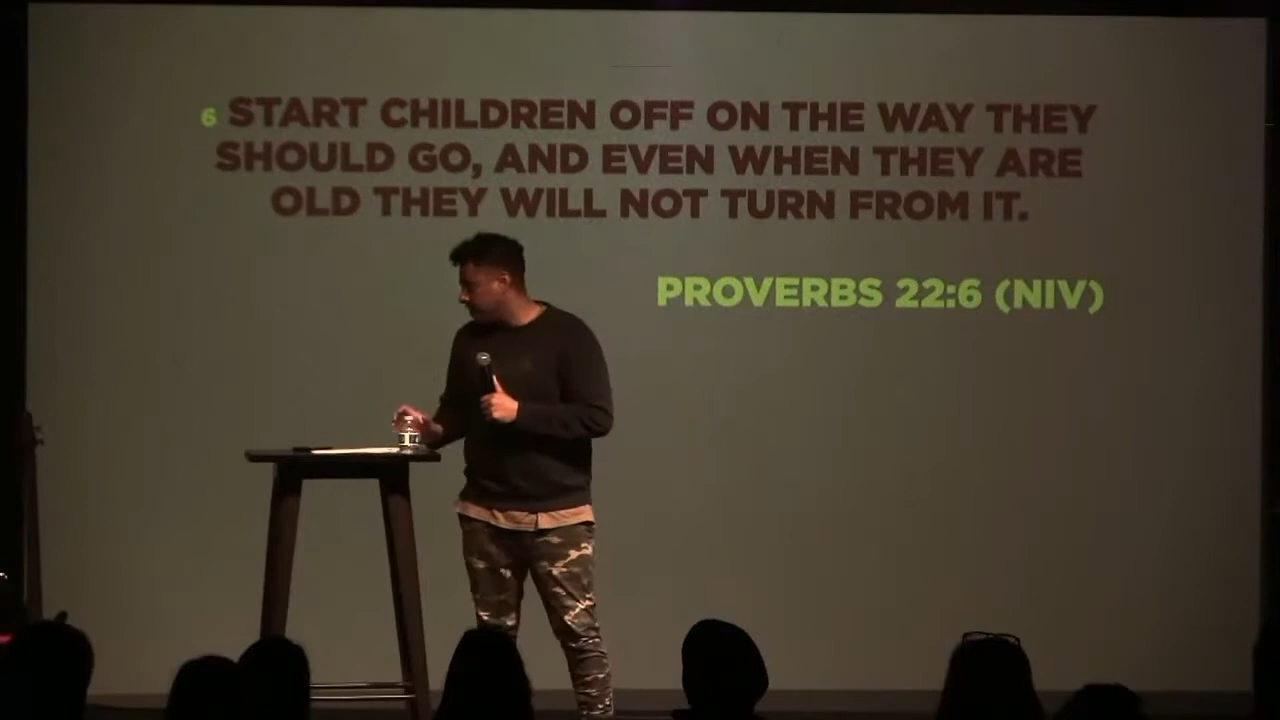 6 START CHILDREN OFF ON THE WAY THEY
SHOULD GO, AND EVEN WHEN THEY ARE
OLD THEY WILL NOT TURN FROM IT.
PROVERBS 22:6 (NIV)